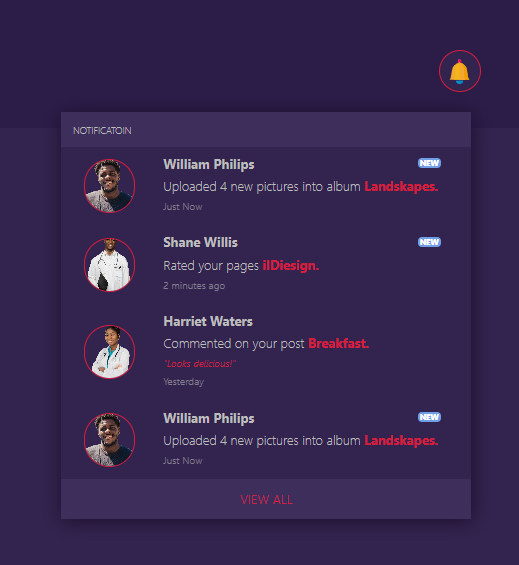 NOTIFICATOIN
William Philips
NEW
Uploaded 4 new pictures into album Landskapes.
Just Now
Shane Willis
NEW
Rated your pages ilDiesign.
2 minutes ago
Harriet Waters
Commented on your post Breakfast.
"Looks delicious!"
Yesterday
William Philips
NEW
Uploaded 4 new pictures into album Landskapes.
Just Now
VIEW ALL